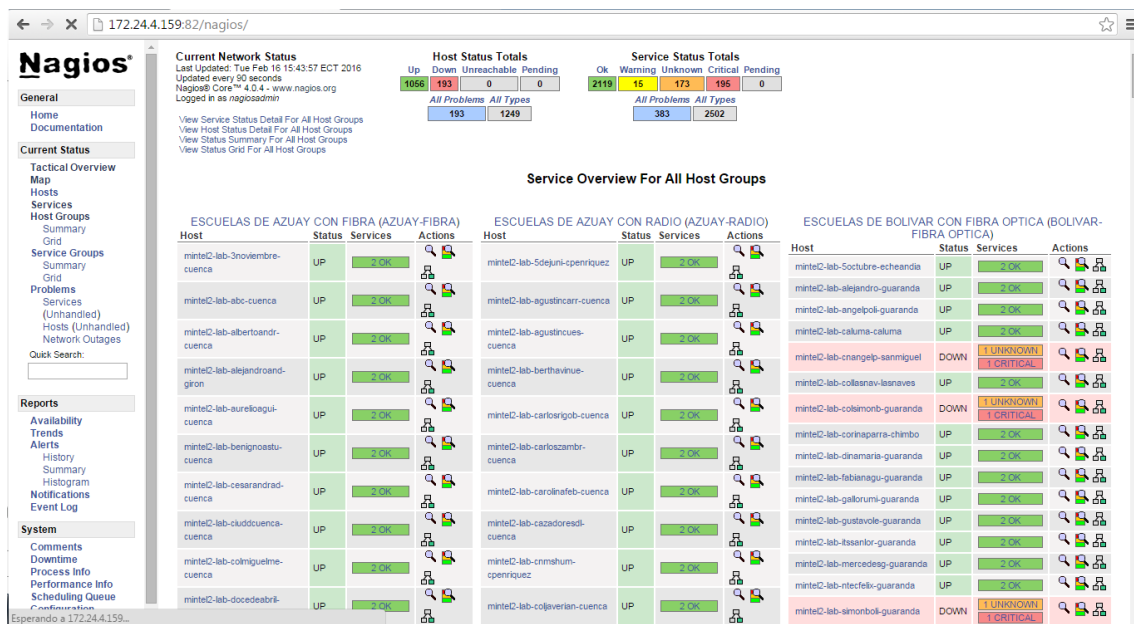 172.24.4.159:82/nagios/
Nagios®
General
Home
Documentation
Current Status
Tactical Overview
Map
Hosts
Services
Host Groups
Summary
Grid
Service Groups
Summary
Grid
Problems
Services
(Unhandled)
Hosts (Unhandled)
Network Outages
Quick Search:
Reports
Availability
Trends
Alerts
History
Summary
Histogram
Notifications
Event Log
System
Comments
Downtime
Process Info
Performance Info
Scheduling Queue
Configuration
Esperando a 172.24.4.159...
Current Network Status
Last Updated: Tue Feb 16 15:43:57 ECT 2016
Updated every 90 seconds
Nagios® Core™ 4.0.4 - www.nagios.org
Logged in as nagiosadmin
View Service Status Detail For All Host Groups
View Host Status Detail For All Host Groups
View Status Summary For All Host Groups
View Status Grid For All Host Groups
Host Status Totals
Up Down Unreachable Pending
1056 193 0 0
All Problems All Types
193 1249
Service Status Totals
Ok Warning Unknown Critical Pending
2119 15 173 195 0
All Problems All Types
383 2502
Service Overview For All Host Groups
ESCUELAS DE AZUAY CON FIBRA (AZUAY-FIBRA)
Host Status Services Actions
mintel2-lab-3noviembre-
cuenca UP 2 OK
mintel2-lab-abc-cuenca UP 2 OK
mintel2-lab-albertoandr-
cuenca UP 2 OK
mintel2-lab-alejandroand-
giron UP 2 OK
mintel2-lab-aurelioagui-
cuenca UP 2 OK
mintel2-lab-benignoastu-
cuenca UP 2 OK
mintel2-lab-cesarandrad-
cuenca UP 2 OK
mintel2-lab-ciuddcuenca-
cuenca UP 2 OK
mintel2-lab-colmiguelme-
cuenca UP 2 OK
mintel2-lab-docedeabril-
UP 2 OK
ESCUELAS DE AZUAY CON RADIO (AZUAY-RADIO)
Host Status Services Actions
mintel2-lab-5dejuni-cpenriquez UP 2 OK
mintel2-lab-agustincarr-cuenca UP 2 OK
mintel2-lab-agustincues-
cuenca UP 2 OK
mintel2-lab-berthavinue-
cuenca UP 2 OK
mintel2-lab-carlosrigob-cuenca UP 2 OK
mintel2-lab-carloszambr-
cuenca UP 2 OK
mintel2-lab-carolinafeb-cuenca UP 2 OK
mintel2-lab-cazadoresdl-
cuenca UP 2 OK
mintel2-lab-cnmshum-
cpenriquez UP 2 OK
mintel2-lab-coljaverian-cuenca UP 2 OK
ESCUELAS DE BOLIVAR CON FIBRA OPTICA (BOLIVAR-
FIBRA OPTICA)
Host Status Services Actions
mintel2-lab-5octubre-echeandia UP 2 OK
mintel2-lab-alejandro-guaranda UP 2 OK
mintel2-lab-angelpoli-guaranda UP 2 OK
mintel2-lab-caluma-caluma UP 2 OK
mintel2-lab-cnangelp-sanmiguel DOWN 1 UNKNOWN
1 CRITICAL
mintel2-lab-collasnav-lasnaves UP 2 OK
mintel2-lab-colsimonb-guaranda DOWN 1 UNKNOWN
1 CRITICAL
mintel2-lab-corinaparra-chimbo UP 2 OK
mintel2-lab-dinamaria-guaranda UP 2 OK
mintel2-lab-fabianagu-guaranda UP 2 OK
mintel2-lab-gallorumi-guaranda UP 2 OK
mintel2-lab-gustavole-guaranda UP 2 OK
mintel2-lab-itssanlor-guaranda UP 2 OK
mintel2-lab-mercedesg-guaranda UP 2 OK
mintel2-lab-ntecfelix-guaranda UP 2 OK
mintel2-lab-simonboli-guaranda DOWN 1 UNKNOWN
1 CRITICAL